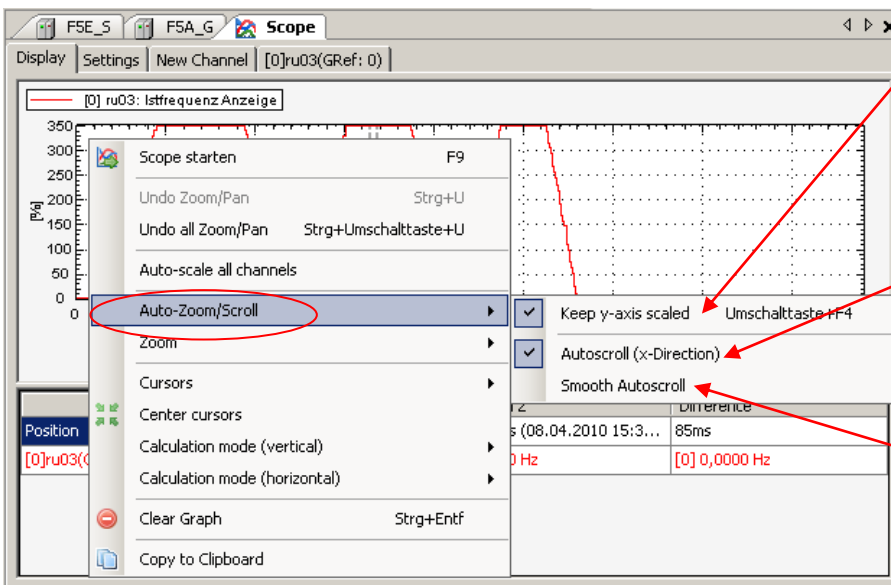 F5E_S F5A_G Scope
Display Settings New Channel [0]ru03(GRef: 0)
[0] ru03: Istfrequenz Anzeige
350
300
250
200
150
100
50
0
[%]
0
Scope starten F9
Undo Zoom/Pan Strg+U
Undo all Zoom/Pan Strg+Umschalttaste+U
Auto-scale all channels
Auto-Zoom/Scroll
Zoom
Cursors
Center cursors
Calculation mode (vertical)
Calculation mode (horizontal)
Clear Graph Strg+Entf
Copy to Clipboard
Keep y-axis scaled Umschalttaste+F4
Autoscroll (x-Direction)
Smooth Autoscroll
Difference
Position s (08.04.2010 15:3... 85ms
[0]ru03(G Hz [0] 0,0000 Hz